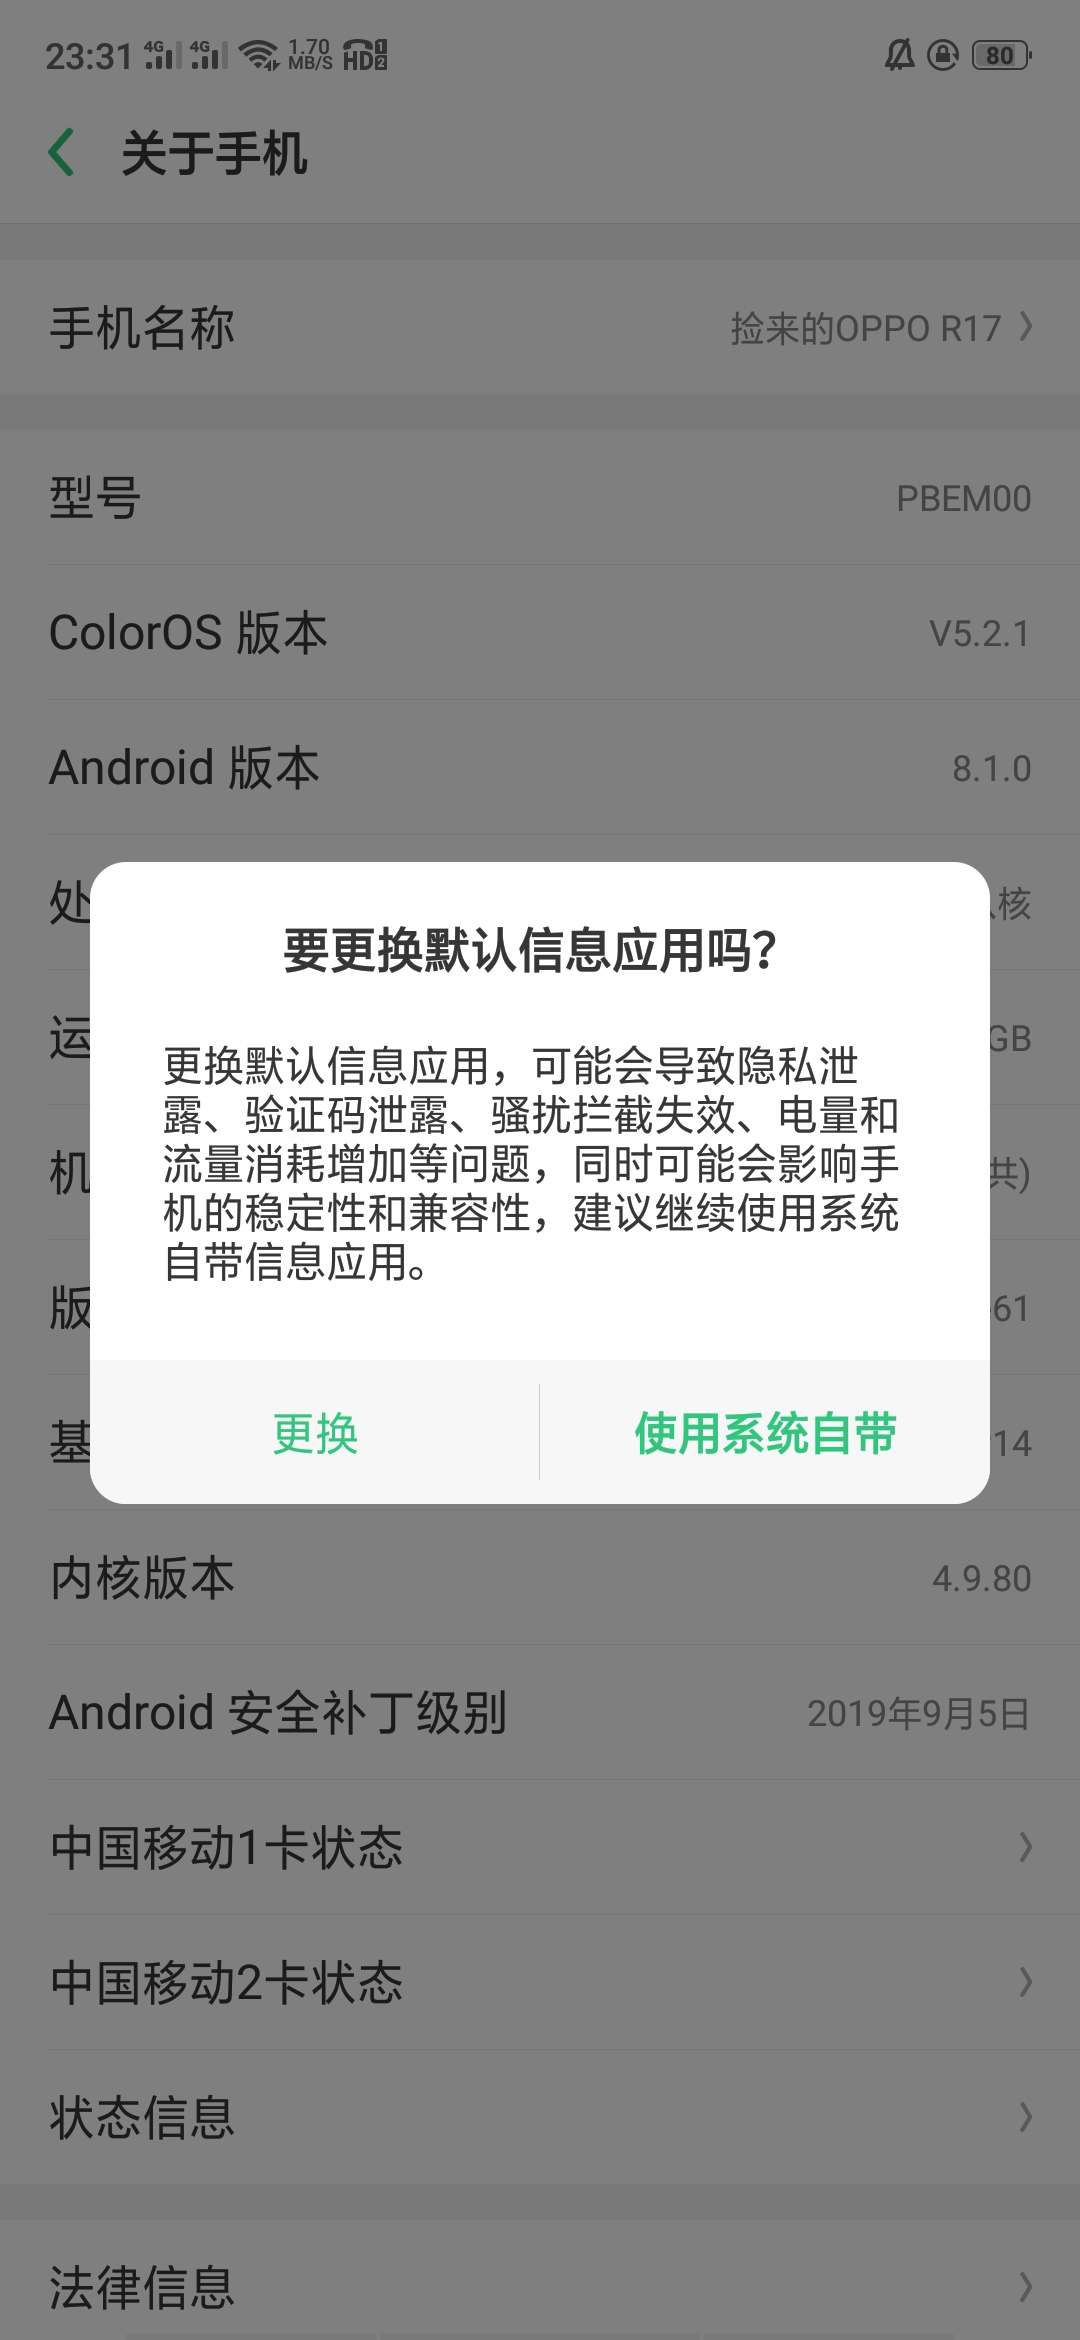 23:31 4G 4G 1.70 MB/S HD 1 2 80
关于手机
手机名称 捡来的OPPO R17
型号 PBEM00
ColorOS 版本 V5.2.1
Android 版本 8.1.0
处 核
要更换默认信息应用吗？
运 GB
更换默认信息应用，可能会导致隐私泄
露、验证码泄露、骚扰拦截失效、电量和
流量消耗增加等问题，同时可能会影响手
机的稳定性和兼容性，建议继续使用系统
自带信息应用。
机 共)
版 61
更换 使用系统自带
基 14
内核版本 4.9.80
Android 安全补丁级别 2019年9月5日
中国移动1卡状态
中国移动2卡状态
状态信息
法律信息